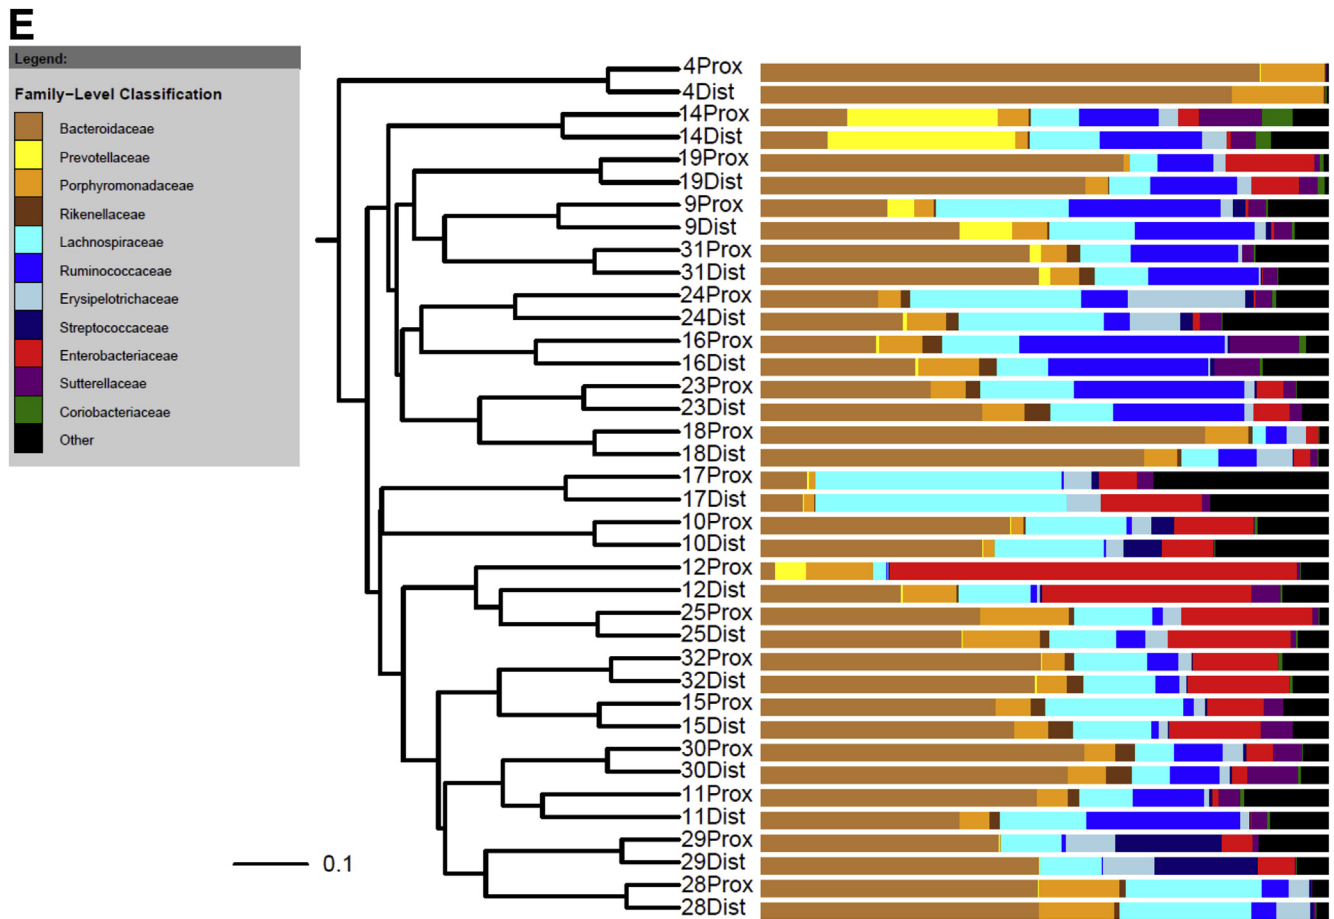 E
Legend:
Family-Level Classification
Bacteroidaceae
Prevotellaceae
Porphyromonadaceae
Rikenellaceae
Lachnospiraceae
Ruminococcaceae
Erysipelotrichaceae
Streptococcaceae
Enterobacteriaceae
Sutterellaceae
Coriobacteriaceae
Other
4Prox
4Dist
14Prox
14Dist
19Prox
19Dist
9Prox
9Dist
31Prox
31Dist
24Prox
24Dist
16Prox
16Dist
23Prox
23Dist
18Prox
18Dist
17Prox
17Dist
10Prox
10Dist
12Prox
12Dist
25Prox
25Dist
32Prox
32Dist
15Prox
15Dist
30Prox
30Dist
11Prox
11Dist
29Prox
29Dist
28Prox
28Dist
0.1